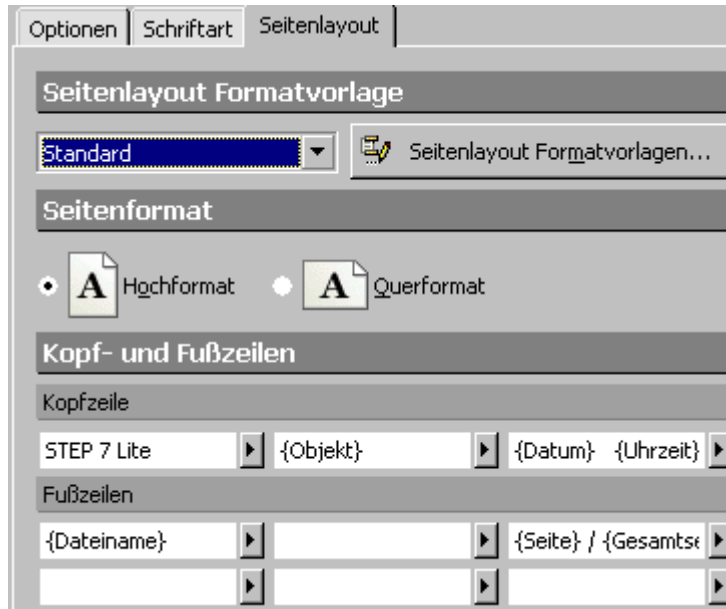 Optionen Schriftart Seitenlayout
Seitenlayout Formatvorlage
Standard Seitenlayout Formatvorlagen...
Seitenformat
A Hochformat A Querformat
Kopf- und Fußzeilen
Kopfzeile
STEP 7 Lite {Objekt} {Datum} {Uhrzeit}
Fußzeilen
{Dateiname} {Seite} / {Gesamtse